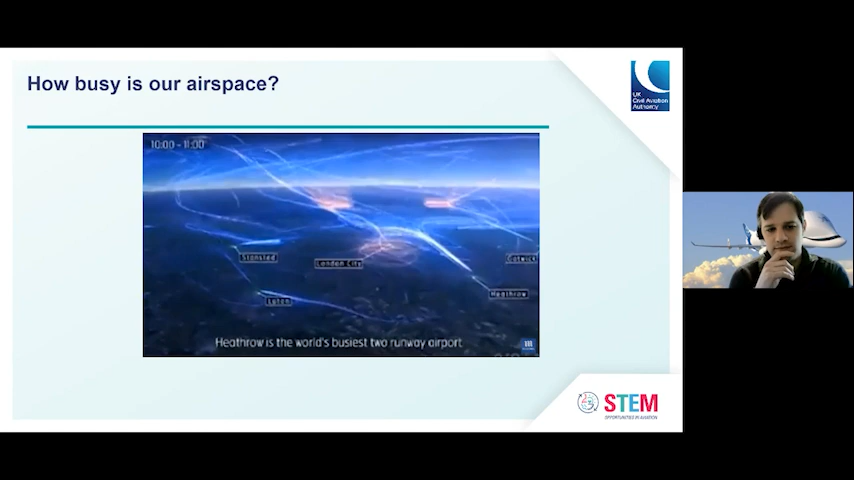 How busy is our airspace?
UK
Civil Aviation
Authority
10:00 - 11:00
Stansted
London City
Gatwick
Luton
Heathrow
Heathrow is the world's busiest two runway airport
STEM
OPPORTUNITIES IN AVIATION